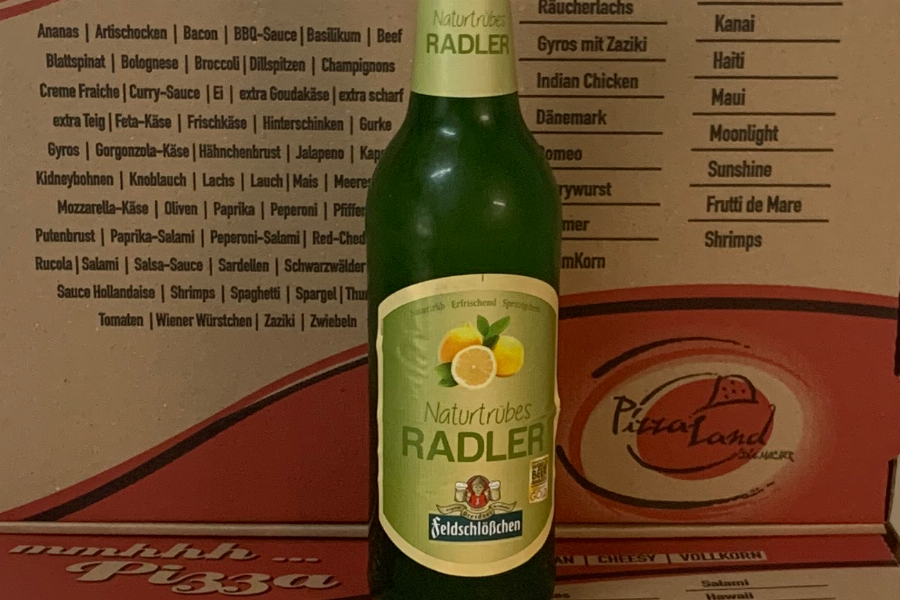 Ananas | Artischocken | Bacon | BBQ-Sauce | Basilikum | Beef
Blattspinat | Bolognese | Broccoli | Dillspitzen | Champignons
Creme Fraiche | Curry-Sauce | Ei | extra Goudakäse | extra scharf
extra Teig | Feta-Käse | Frischkäse | Hinterschinken | Gurke
Gyros | Gorgonzola-Käse | Hähnchenbrust | Jalapeno |
Kidneybohnen | Knoblauch | Lachs | Lauch | Mais |
Mozzarella-Käse | Oliven | Paprika | Peperoni |
Putenbrust | Paprika-Salami | Peperoni-Salami |
Rucola | Salami | Salsa-Sauce | Sardellen | Schwarzwälder
Sauce Hollandaise | Shrimps | Spaghetti | Spargel |
Tomaten | Wiener Würstchen | Zaziki | Zwiebeln
Räucherlachs
Gyros mit Zaziki
Indian Chicken
Dänemark
Kanai
Haiti
Maui
Moonlight
Sunshine
Frutti de Mare
Shrimps
Naturtrübes
RADLER
Erfrischend
Naturtrübes
RADLER
Feldschlößchen
PizzaLand
mmhhh ...
Pizza
CHEESY | VOLLKORN
Salami
Hawaii